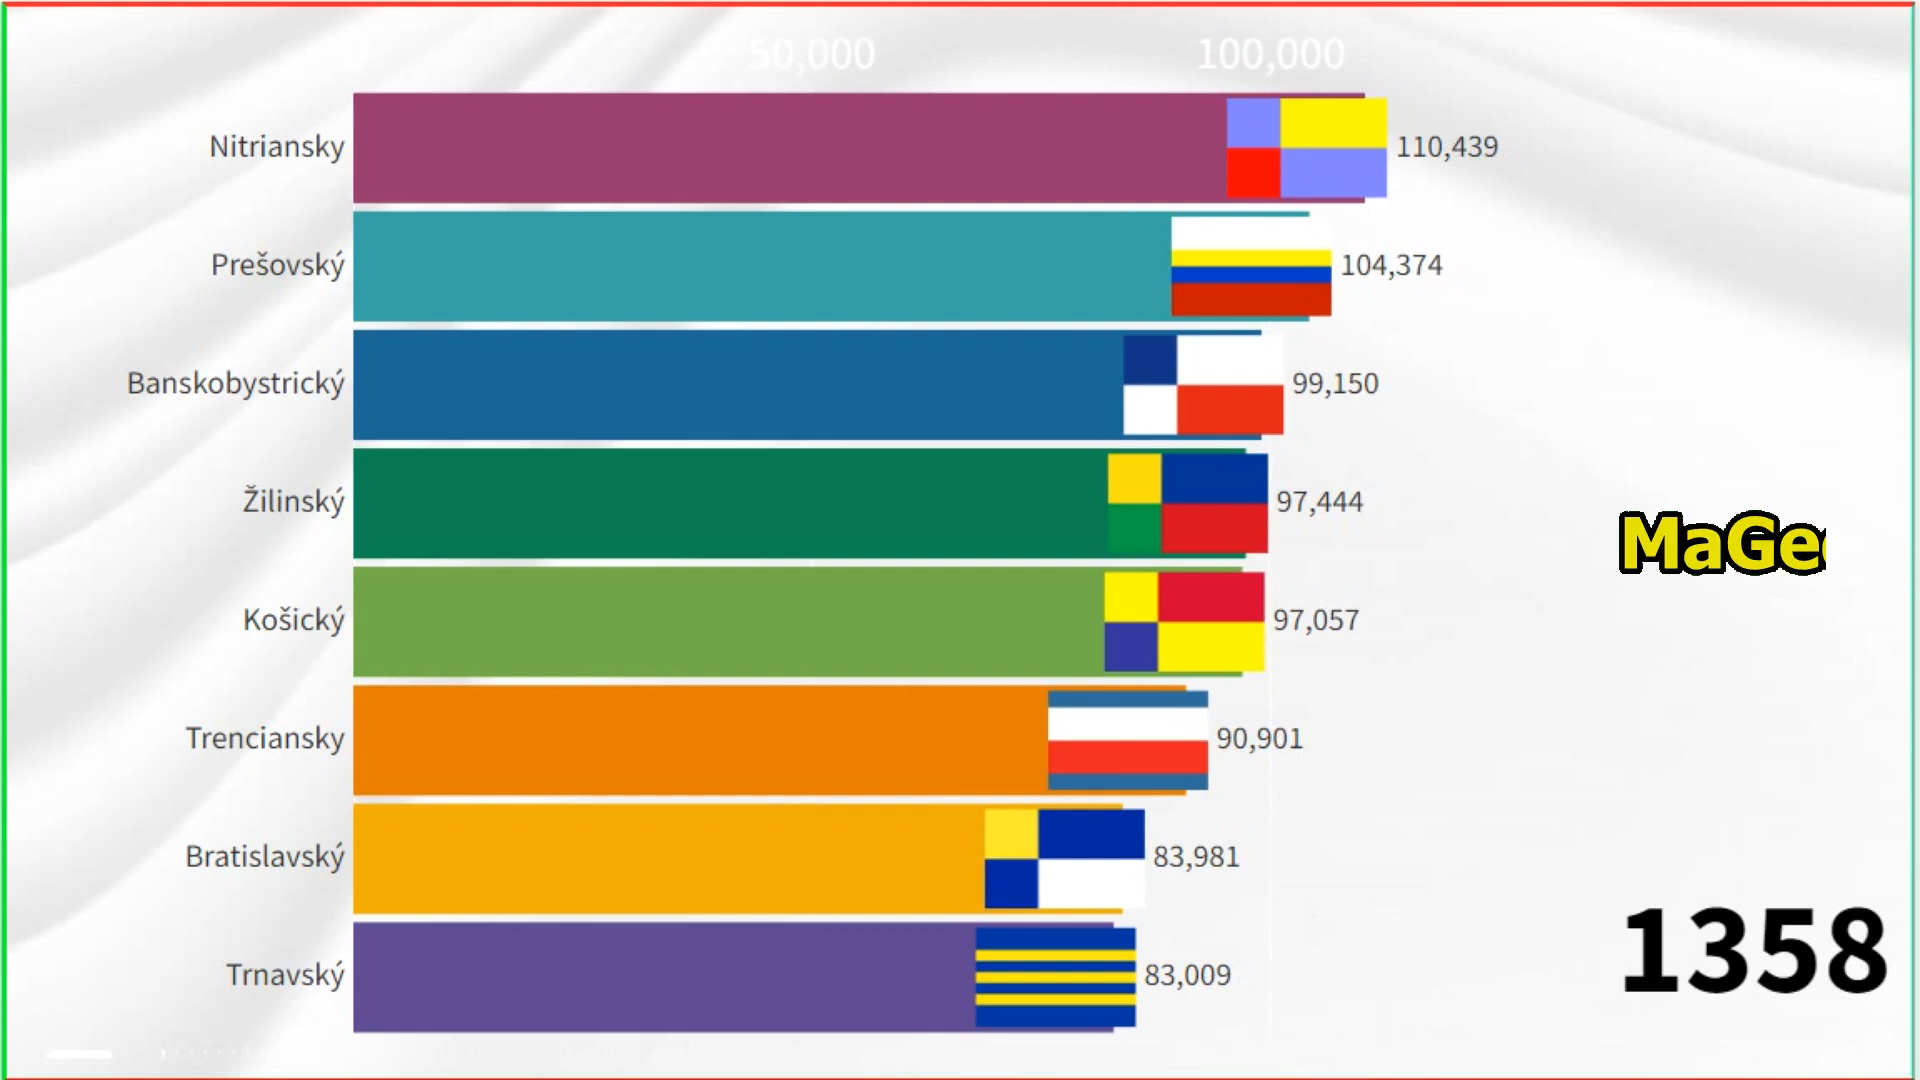 50,000 100,000
Nitriansky 110,439
Prešovský 104,374
Banskobystrický 99,150
Žilinský 97,444
MaGe
Košický 97,057
Trenciansky 90,901
Bratislavský 83,981
1358
Trnavský 83,009